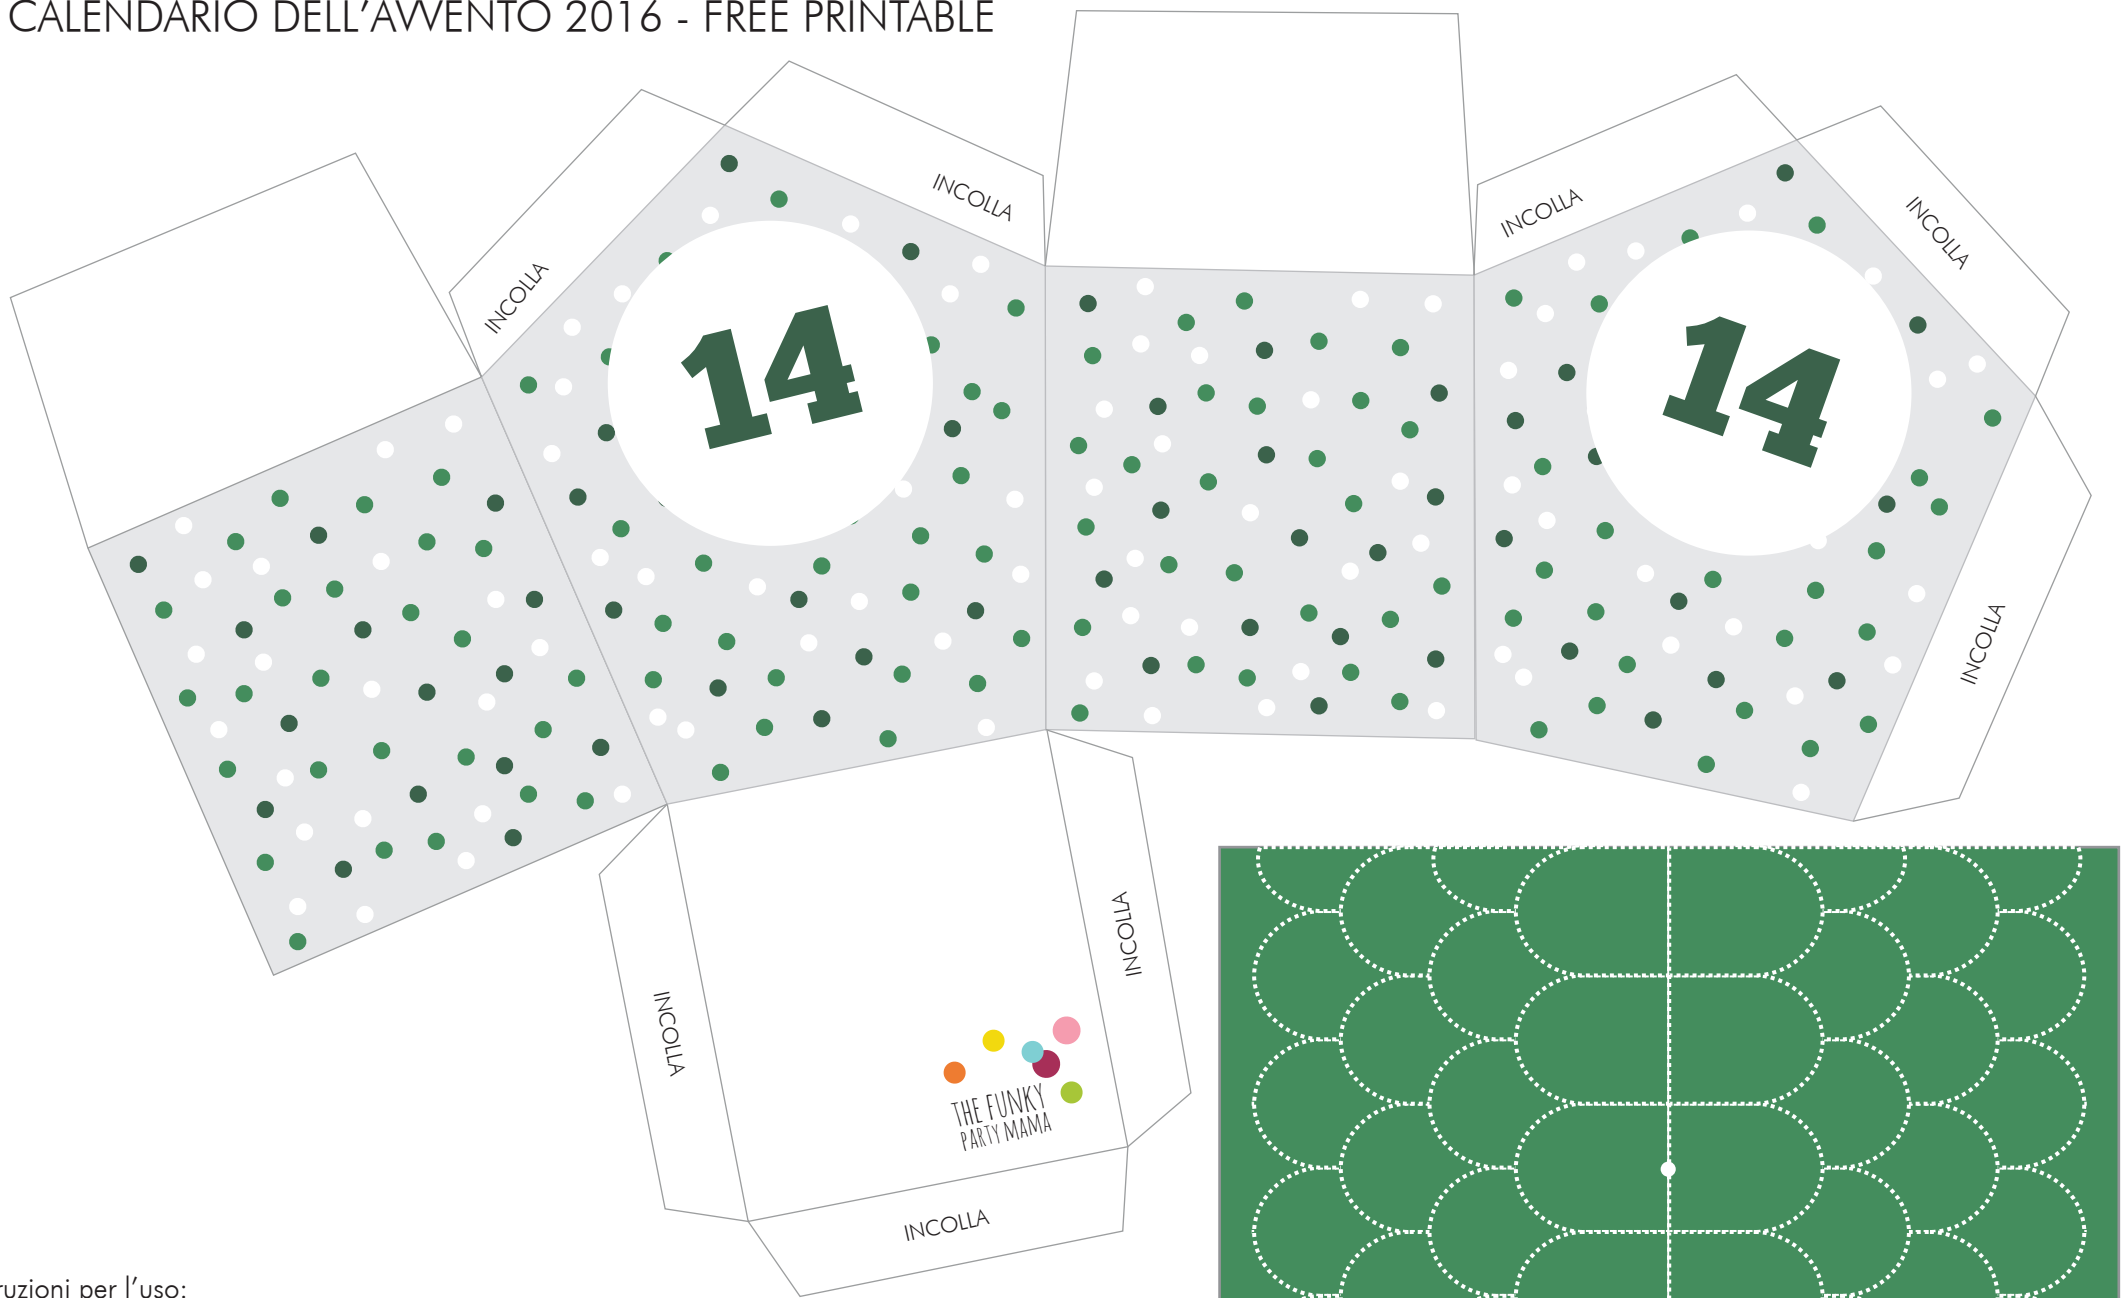 CALENDARIO DELL'AVVENTO 2016 - FREE PRINTABLE
INCOLLA
INCOLLA
INCOLLA
INCOLLA
14
14
INCOLLA
INCOLLA
INCOLLA
THE FUNKY
PARTY MAMA
INCOLLA
ruzioni per l'uso: